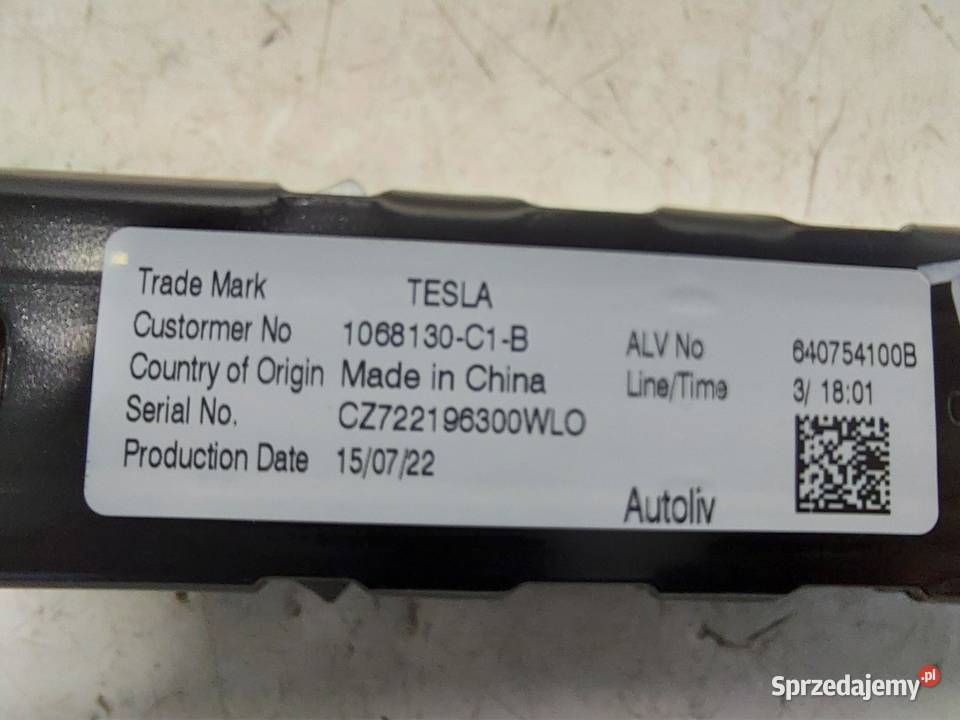 Trade Mark TESLA
Custormer No 1068130-C1-B
Country of Origin Made in China
Serial No. CZ722196300WLO
Production Date 15/07/22
ALV No 640754100B
Line/Time 3/ 18:01
Autoliv
Sprzedajemy.pl